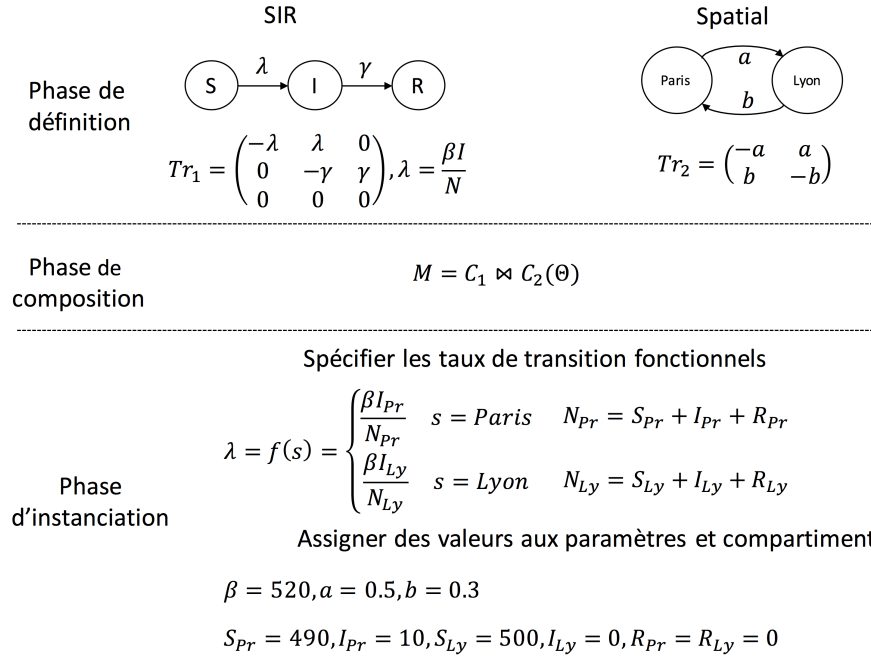 SIR
Spatial
Phase de
définition
S λ I γ R
Paris a Lyon
b
Tr₁ = (−λ λ 0
0 −γ γ
0 0 0), λ = βI/N
Tr₂ = (−a a
b −b)
Phase de
composition
M = C₁ ⋈ C₂(Θ)
Phase
d’instanciation
Spécifier les taux de transition fonctionnels
λ = f(s) = {
βI_Pr/N_Pr s = Paris N_Pr = S_Pr + I_Pr + R_Pr
βI_Ly/N_Ly s = Lyon N_Ly = S_Ly + I_Ly + R_Ly
Assigner des valeurs aux paramètres et compartiment
β = 520, a = 0.5, b = 0.3
S_Pr = 490, I_Pr = 10, S_Ly = 500, I_Ly = 0, R_Pr = R_Ly = 0